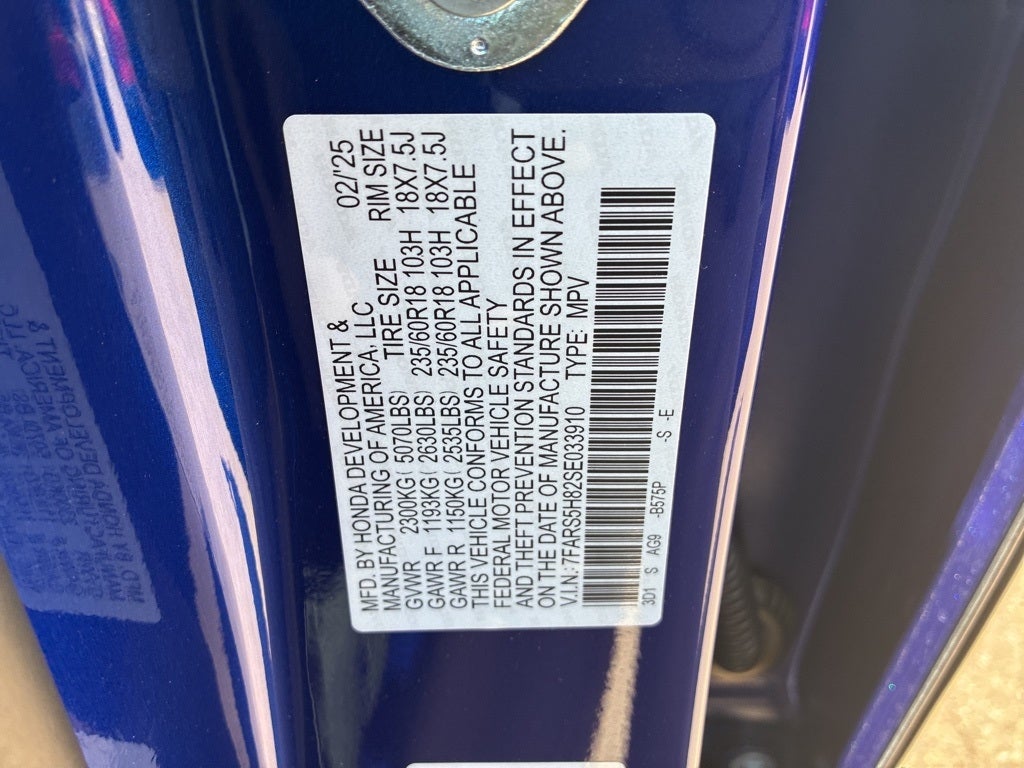 MFD. BY HONDA DEVELOPMENT & 02/'25
MANUFACTURING OF AMERICA, LLC
TIRE SIZE RIM SIZE
GVWR 2300KG( 5070LBS)
GAWR F 1193KG( 2630LBS) 235/60R18 103H 18X7.5J
GAWR R 1150KG( 2535LBS) 235/60R18 103H 18X7.5J
THIS VEHICLE CONFORMS TO ALL APPLICABLE
FEDERAL MOTOR VEHICLE SAFETY
AND THEFT PREVENTION STANDARDS IN EFFECT
ON THE DATE OF MANUFACTURE SHOWN ABOVE.
V.I.N: 7FARS5H82SE033910 TYPE: MPV
3D1 S AG9 -B575P -S -E